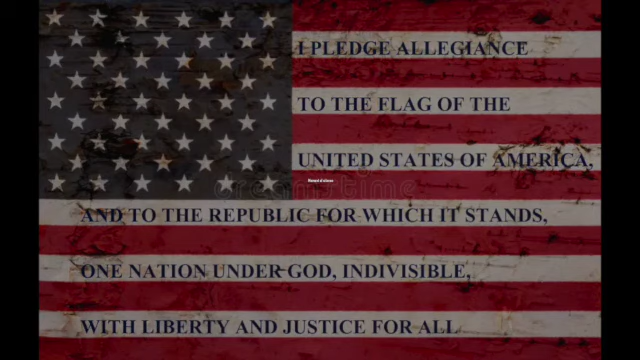 I PLEDGE ALLEGIANCE
TO THE FLAG OF THE
UNITED STATES OF AMERICA,
dreamstime
AND TO THE REPUBLIC FOR WHICH IT STANDS,
ONE NATION UNDER GOD, INDIVISIBLE,
WITH LIBERTY AND JUSTICE FOR ALL